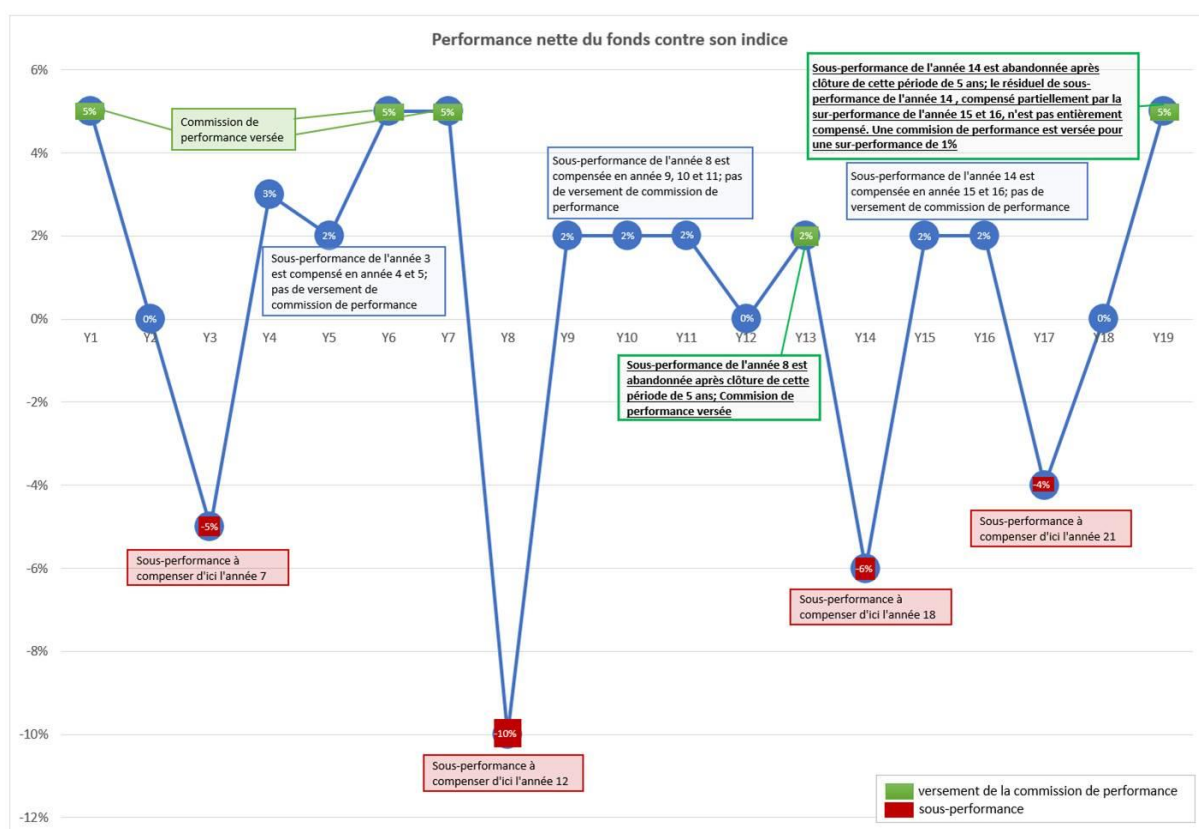 Performance nette du fonds contre son indice
6%
4%
2%
0%
-2%
-4%
-6%
-8%
-10%
-12%
5%
0%
-5%
3%
2%
5%
5%
-10%
2%
2%
2%
0%
2%
-6%
2%
2%
-4%
0%
5%
Y1
Y2
Y3
Y4
Y5
Y6
Y7
Y8
Y9
Y10
Y11
Y12
Y13
Y14
Y15
Y16
Y17
Y18
Y19
Commission de
performance versée
Sous-performance de l'année 3
est compensé en année 4 et 5;
pas de versement de
commission de performance
Sous-performance de l'année 8 est
compensée en année 9, 10 et 11; pas
de versement de commission de
performance
Sous-performance de l'année 14 est abandonnée après
clôture de cette période de 5 ans; le résiduel de sous-
performance de l'année 14 , compensé partiellement par la
sur-performance de l'année 15 et 16, n'est pas entièrement
compensé. Une commision de performance est versée pour
une sur-performance de 1%
Sous-performance de l'année 14 est
compensée en année 15 et 16; pas de
versement de commission de performance
Sous-performance de l'année 8 est
abandonnée après clôture de cette
période de 5 ans; Commision de
performance versée
Sous-performance à
compenser d'ici l'année 7
Sous-performance à
compenser d'ici l'année 12
Sous-performance à
compenser d'ici l'année 18
Sous-performance à
compenser d'ici l'année 21
versement de la commission de performance
sous-performance